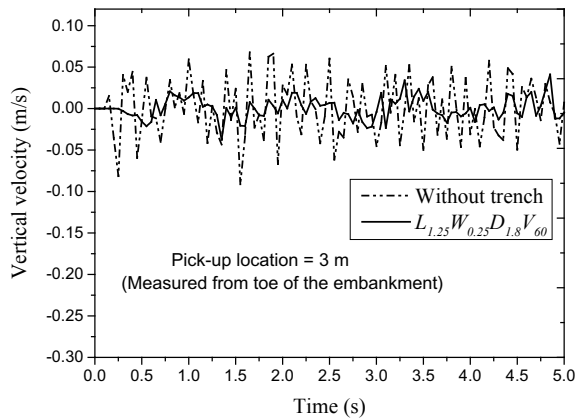 0.10
0.05
0.00
-0.05
-0.10
-0.15
-0.20
-0.25
-0.30
Vertical velocity (m/s)
Without trench
L1.25W0.25D1.8V60
Pick-up location = 3 m
(Measured from toe of the embankment)
0.0 0.5 1.0 1.5 2.0 2.5 3.0 3.5 4.0 4.5 5.0
Time (s)